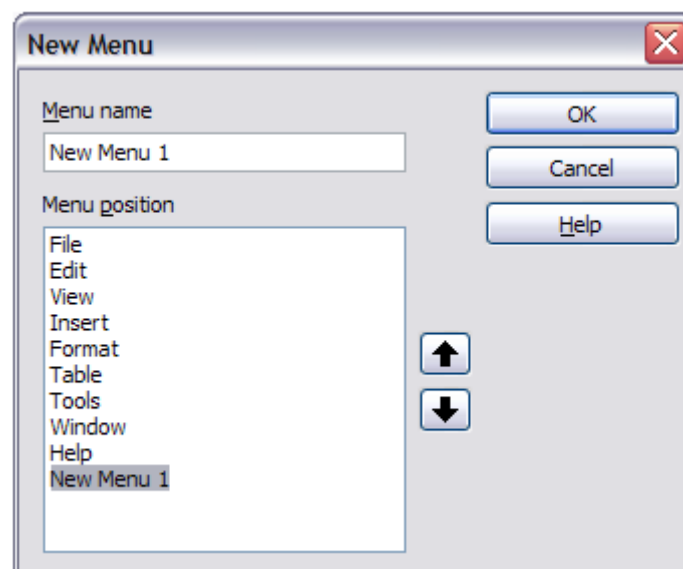 New Menu
Menu name
New Menu 1
Menu position
File
Edit
View
Insert
Format
Table
Tools
Window
Help
New Menu 1
OK
Cancel
Help